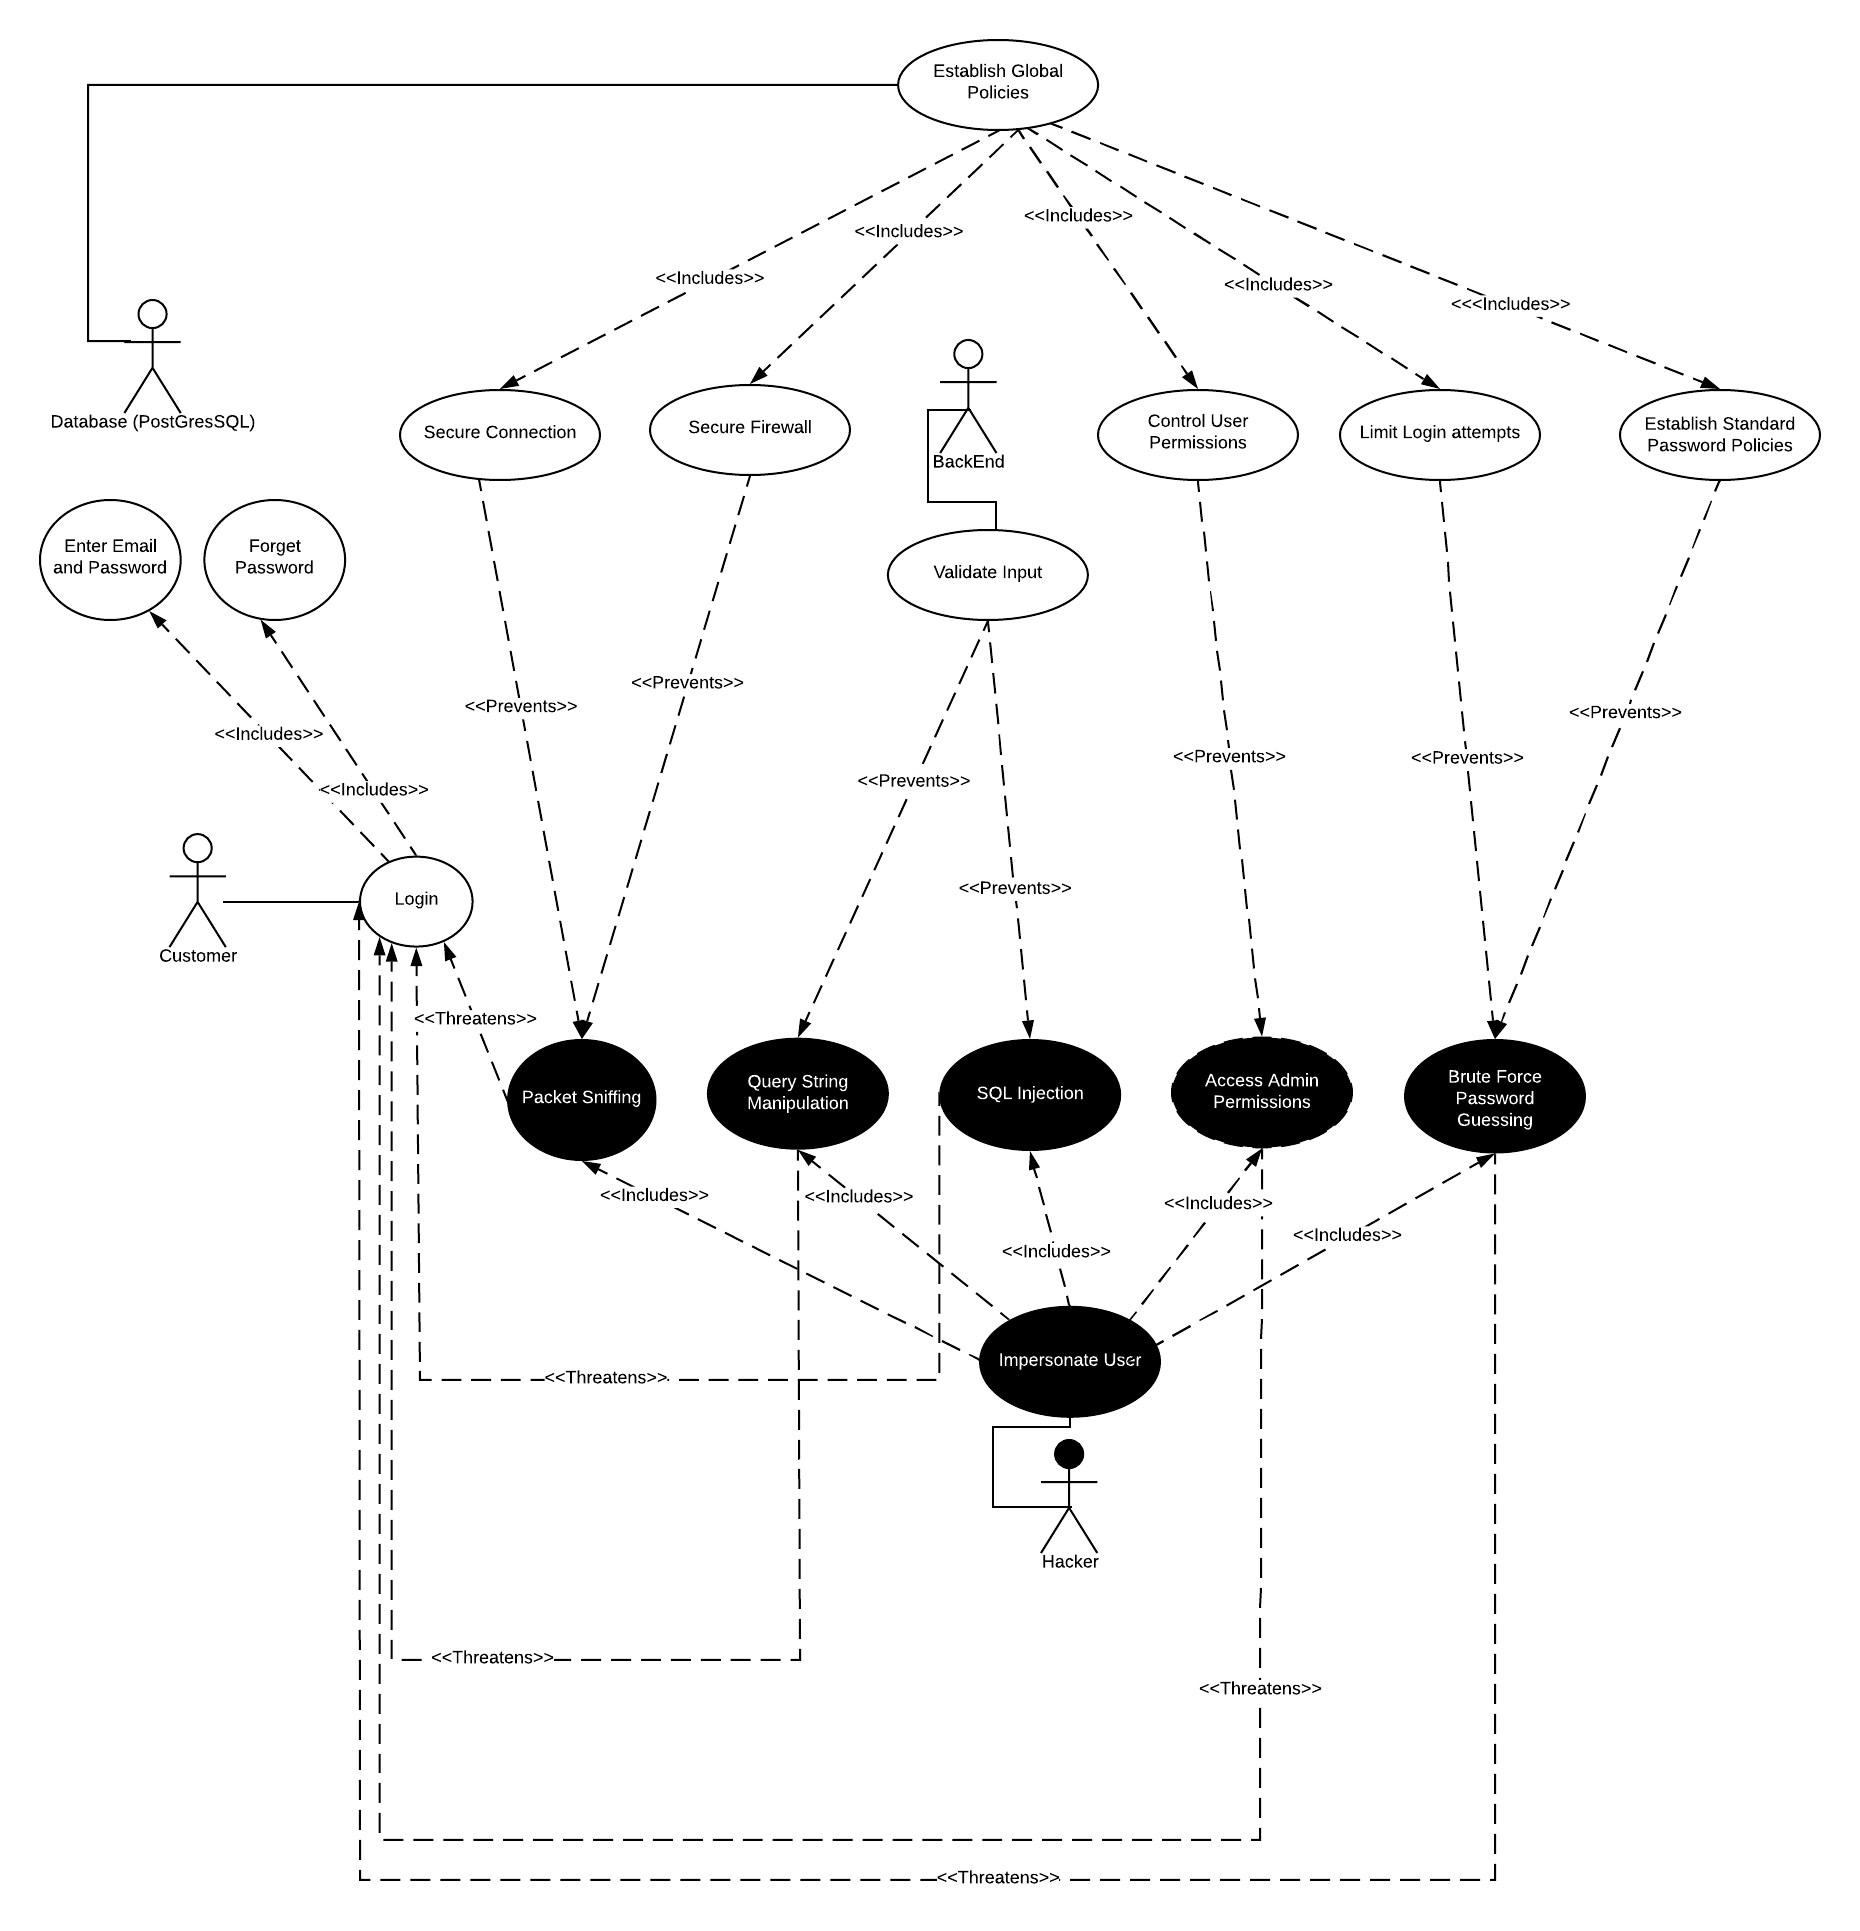 Establish Global
Policies
<<Includes>>
<<Includes>>
<<Includes>>
<<Includes>>
<<<Includes>>
Database (PostGresSQL)
Secure Connection
Secure Firewall
BackEnd
Control User
Permissions
Limit Login attempts
Establish Standard
Password Policies
Enter Email
and Password
Forget
Password
Validate Input
<<Prevents>>
<<Prevents>>
<<Prevents>>
<<Prevents>>
<<Prevents>>
<<Prevents>>
<<Prevents>>
<<Includes>>
<<Includes>>
Customer
Login
<<Threatens>>
Packet Sniffing
Query String
Manipulation
SQL Injection
Access Admin
Permissions
Brute Force
Password
Guessing
<<Includes>>
<<Includes>>
<<Includes>>
<<Includes>>
<<Includes>>
Impersonate User
<<Threatens>>
Hacker
<<Threatens>>
<<Threatens>>
<<Threatens>>